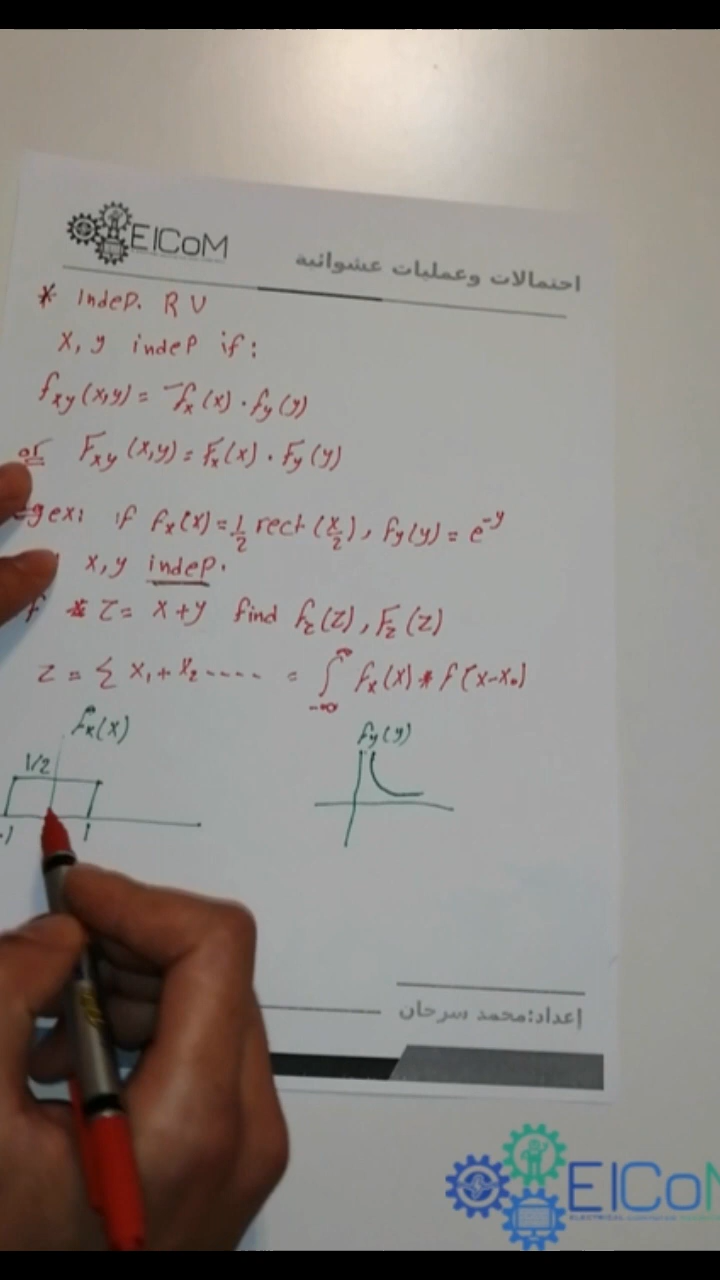 EICoM
احتمالات وعمليات عشوائية
* IndeP. R V
x, y indeP if:
fxy(x,y) = fx(x) · fy(y)
or Fxy(x,y) = Fx(x) · Fy(y)
ex: if fx(x) = 1/2 rect(x/2), fy(y) = e^-y
x, y indep.
* Z = x+y find fz(z), Fz(z)
Z = { x1 + x2 ----- = ∫ -∞ ∞ fx(x) * f(x-x0)
fx(x)
fy(y)
1/2
-1 1
إعداد:محمد سرحان
EICoM